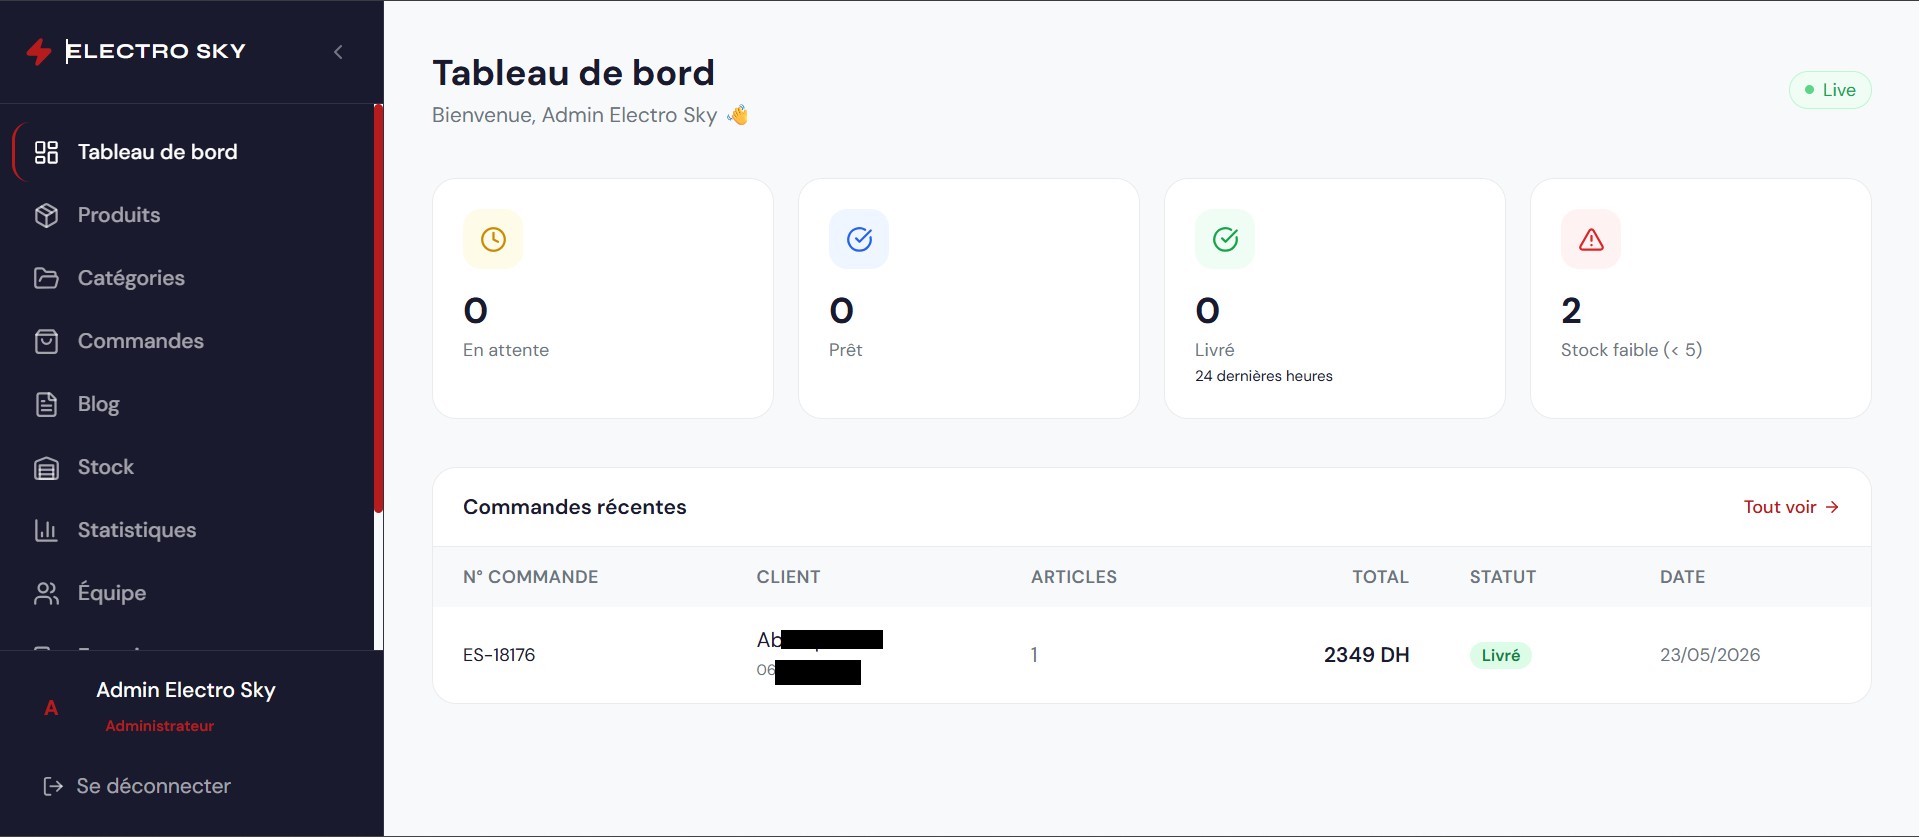 ELECTRO SKY
Tableau de bord
Produits
Catégories
Commandes
Blog
Stock
Statistiques
Équipe
Admin Electro Sky
A
Administrateur
Se déconnecter
Tableau de bord
Bienvenue, Admin Electro Sky 👋
Live
0
En attente
0
Prêt
0
Livré
24 dernières heures
2
Stock faible (< 5)
Commandes récentes
Tout voir →
N° COMMANDE CLIENT ARTICLES TOTAL STATUT DATE
ES-18176 Ab 1 2349 DH Livré 23/05/2026
06